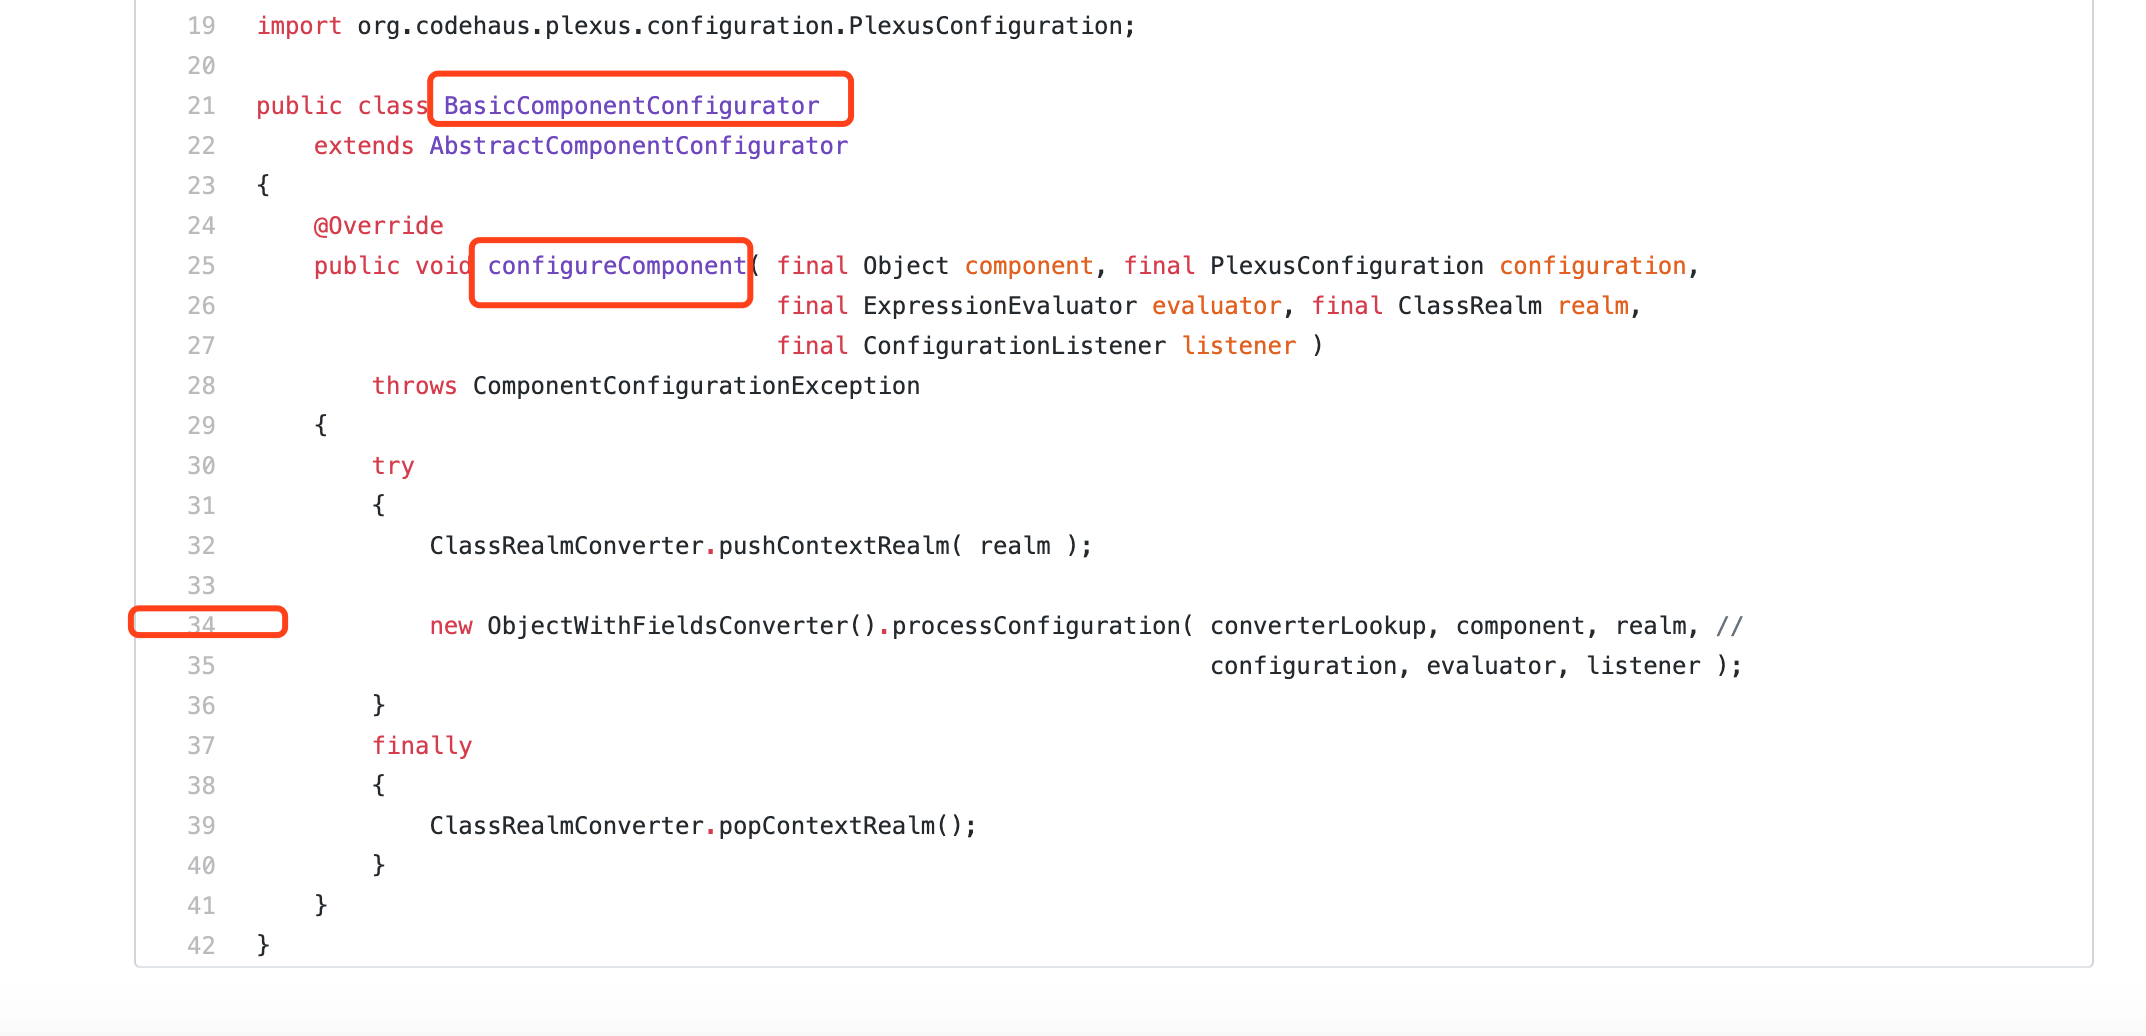 19 import org.codehaus.plexus.configuration.PlexusConfiguration;
20
21 public class BasicComponentConfigurator
22 extends AbstractComponentConfigurator
23 {
24 @Override
25 public void configureComponent( final Object component, final PlexusConfiguration configuration,
26 final ExpressionEvaluator evaluator, final ClassRealm realm,
27 final ConfigurationListener listener )
28 throws ComponentConfigurationException
29 {
30 try
31 {
32 ClassRealmConverter.pushContextRealm( realm );
33
34 new ObjectWithFieldsConverter().processConfiguration( converterLookup, component, realm, //
35 configuration, evaluator, listener );
36 }
37 finally
38 {
39 ClassRealmConverter.popContextRealm();
40 }
41 }
42 }